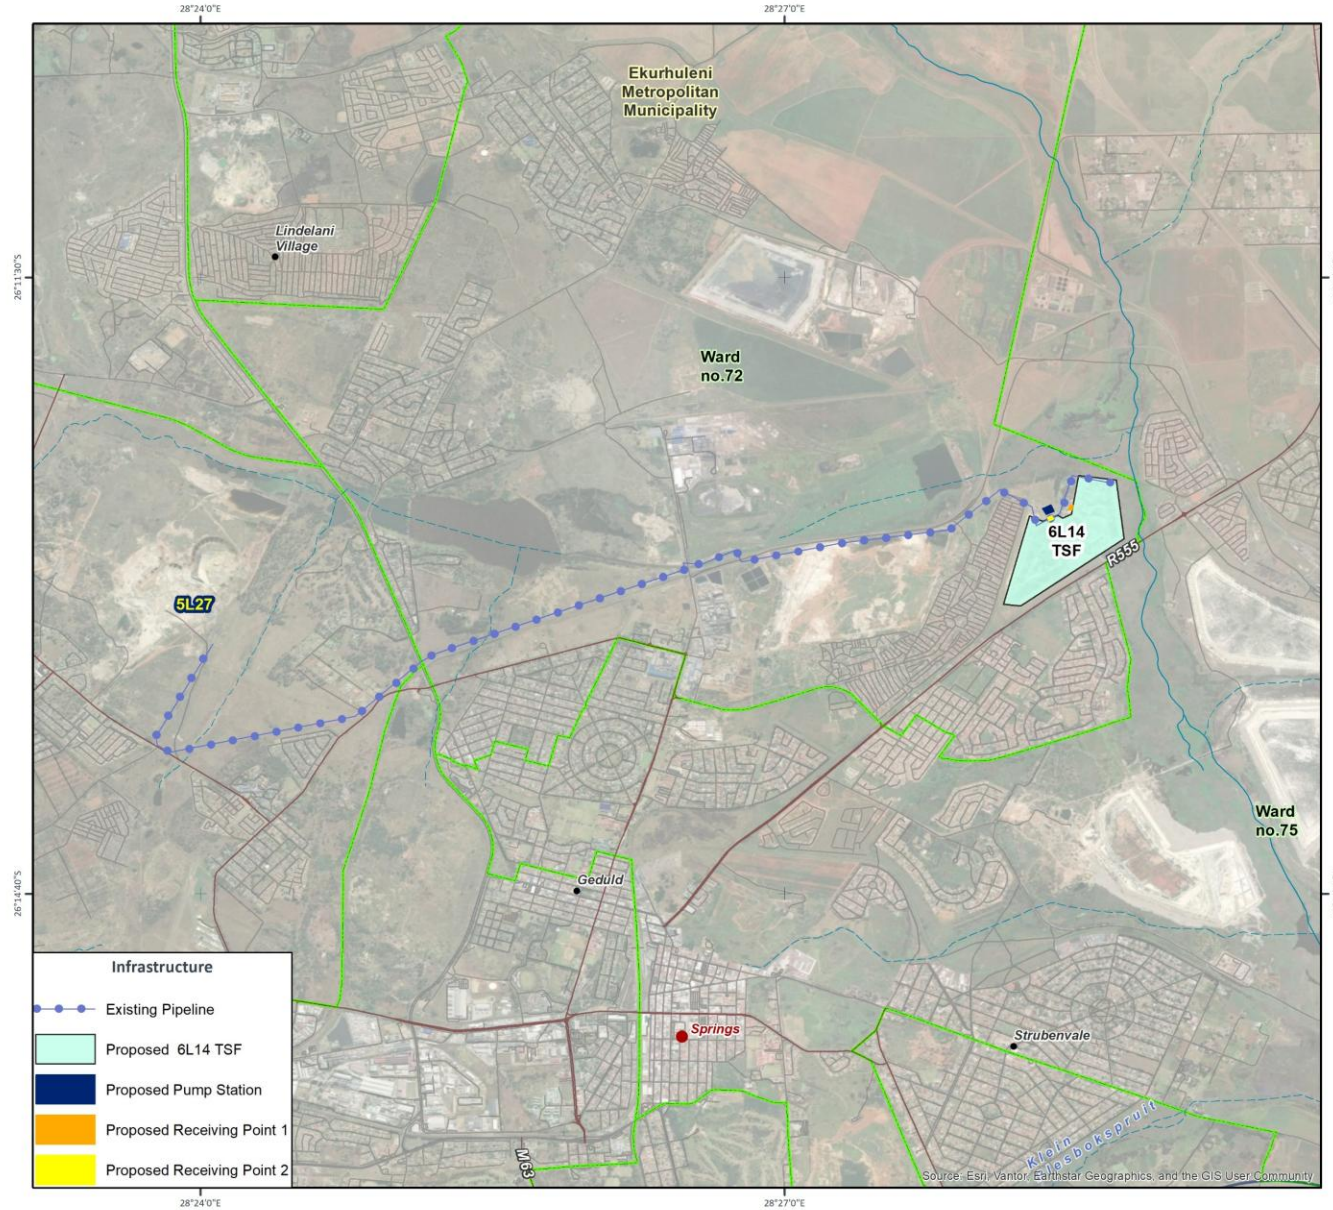 28°24'0"E
28°27'0"E
Ekurhuleni
Metropolitan
Municipality
Lindelani
Village
26°11'30"S
Ward
no.72
6L14
TSF
R555
5L27
Ward
no.75
26°14'40"S
Geduld
Infrastructure
Existing Pipeline
Proposed 6L14 TSF
Proposed Pump Station
Proposed Receiving Point 1
Proposed Receiving Point 2
Springs
Strubenvale
M63
Klein
Source: Esri, Vantor, Earthstar Geographics, and the GIS User Community
28°24'0"E
28°27'0"E